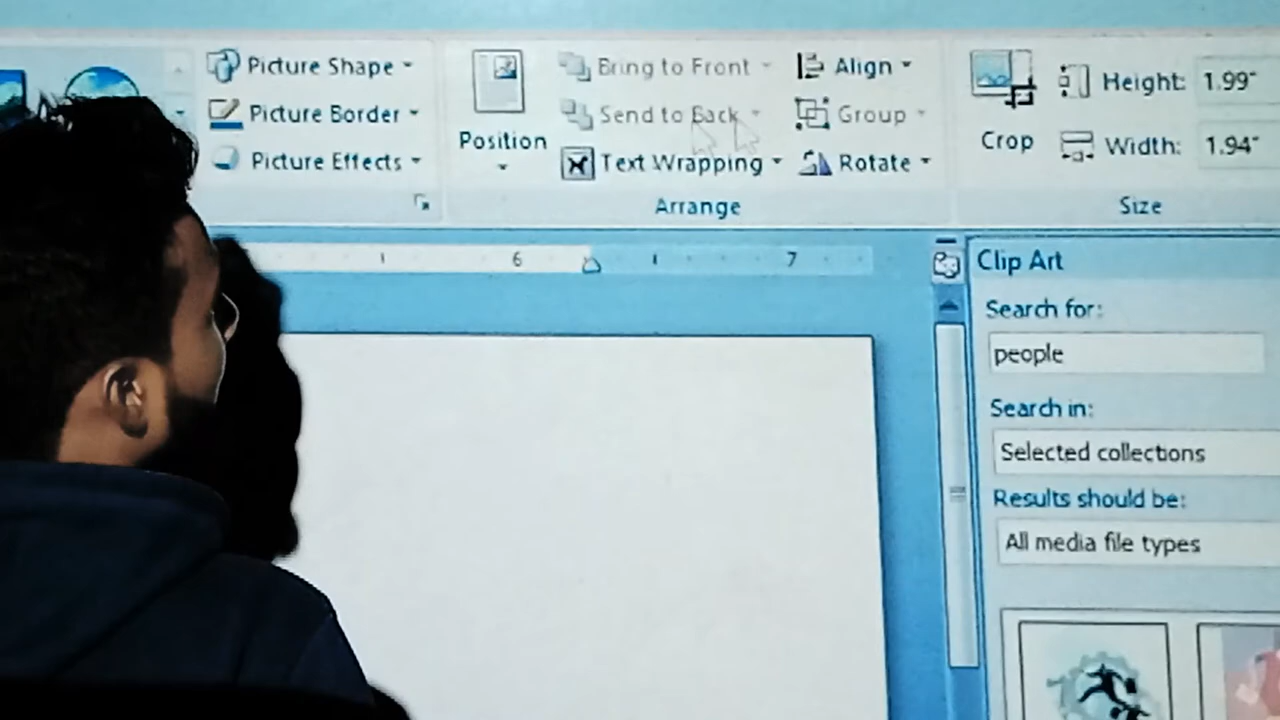 Picture Shape
Bring to Front
Align
Height: 1.99"
Picture Border
Send to Back
Group
Position
Crop
Width: 1.94"
Picture Effects
Text Wrapping
Rotate
Arrange
Size
6 7
Clip Art
Search for:
people
Search in:
Selected collections
Results should be:
All media file types